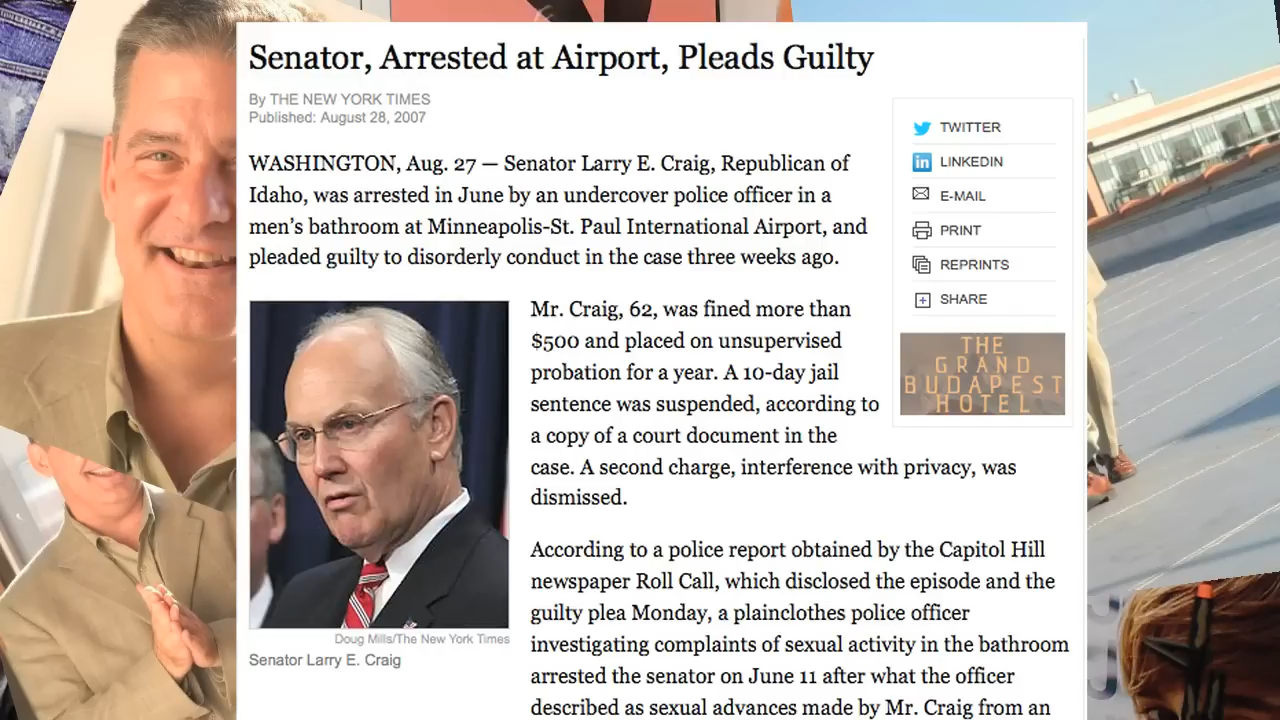 Senator, Arrested at Airport, Pleads Guilty
By THE NEW YORK TIMES
Published: August 28, 2007
WASHINGTON, Aug. 27 — Senator Larry E. Craig, Republican of
Idaho, was arrested in June by an undercover police officer in a
men's bathroom at Minneapolis-St. Paul International Airport, and
pleaded guilty to disorderly conduct in the case three weeks ago.
TWITTER
LINKEDIN
E-MAIL
PRINT
REPRINTS
SHARE
THE
GRAND
BUDAPEST
HOTEL
Mr. Craig, 62, was fined more than
$500 and placed on unsupervised
probation for a year. A 10-day jail
sentence was suspended, according to
a copy of a court document in the
case. A second charge, interference with privacy, was
dismissed.
Doug Mills/The New York Times
Senator Larry E. Craig
According to a police report obtained by the Capitol Hill
newspaper Roll Call, which disclosed the episode and the
guilty plea Monday, a plainclothes police officer
investigating complaints of sexual activity in the bathroom
arrested the senator on June 11 after what the officer
described as sexual advances made by Mr. Craig from an